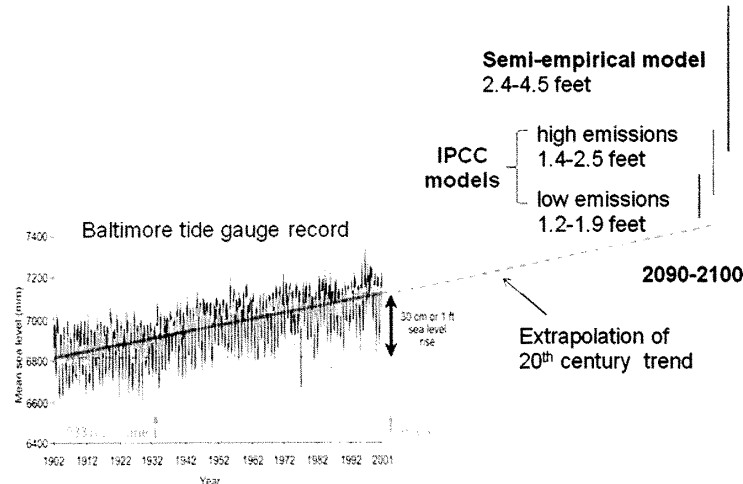 Semi-empirical model
2.4-4.5 feet
IPCC
models
high emissions
1.4-2.5 feet
low emissions
1.2-1.9 feet
Baltimore tide gauge record
2090-2100
Extrapolation of
20th century trend
30 cm or 1 ft
sea level
rise
Mean sea level (mm)
7400
7200
7000
6800
6600
6400
1902
1912
1922
1932
1942
1952
1962
1972
1982
1992
2001
Year